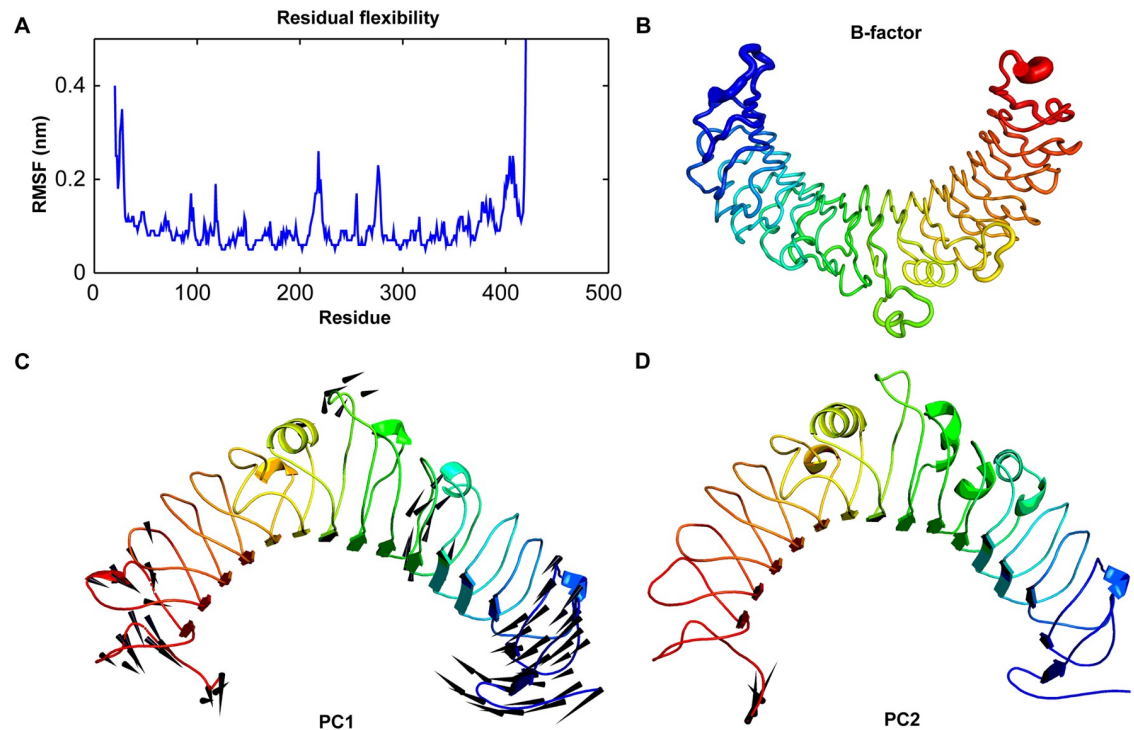 A
Residual flexibility
RMSF (nm)
0.4
0.2
0
0
100
200
300
400
500
Residue
B
B-factor
C
PC1
D
PC2